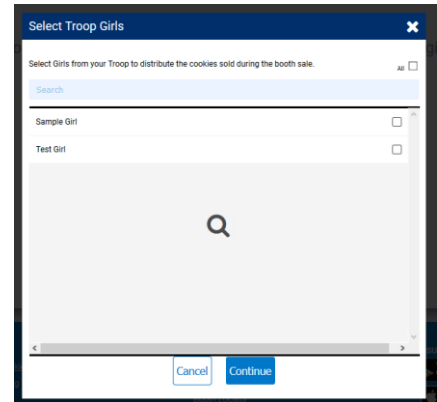 Select Troop Girls
Select Girls from your Troop to distribute the cookies sold during the booth sale.
All
Search
Sample Girl
Test Girl
Cancel
Continue